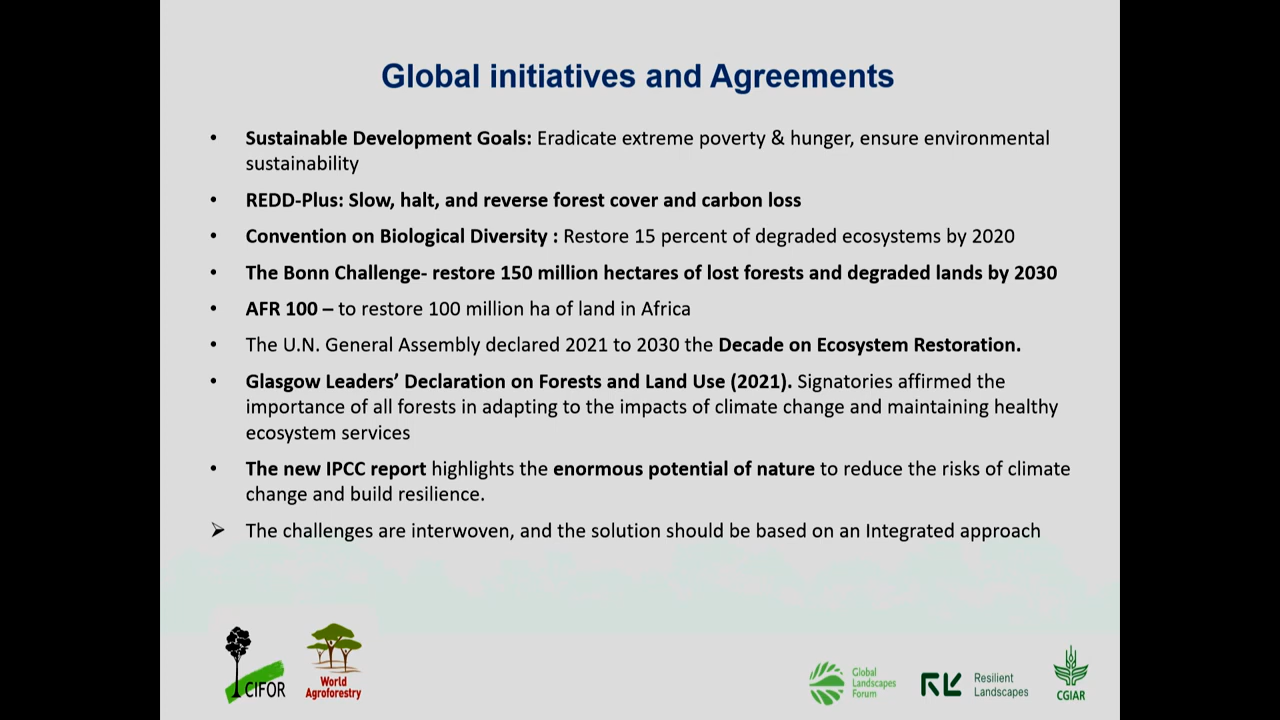 Global initiatives and Agreements
• Sustainable Development Goals: Eradicate extreme poverty & hunger, ensure environmental
sustainability
• REDD-Plus: Slow, halt, and reverse forest cover and carbon loss
• Convention on Biological Diversity : Restore 15 percent of degraded ecosystems by 2020
• The Bonn Challenge- restore 150 million hectares of lost forests and degraded lands by 2030
• AFR 100 – to restore 100 million ha of land in Africa
• The U.N. General Assembly declared 2021 to 2030 the Decade on Ecosystem Restoration.
• Glasgow Leaders’ Declaration on Forests and Land Use (2021). Signatories affirmed the
importance of all forests in adapting to the impacts of climate change and maintaining healthy
ecosystem services
• The new IPCC report highlights the enormous potential of nature to reduce the risks of climate
change and build resilience.
➢ The challenges are interwoven, and the solution should be based on an Integrated approach
CIFOR
World
Agroforestry
Global
Landscapes
Forum
Resilient
Landscapes
CGIAR